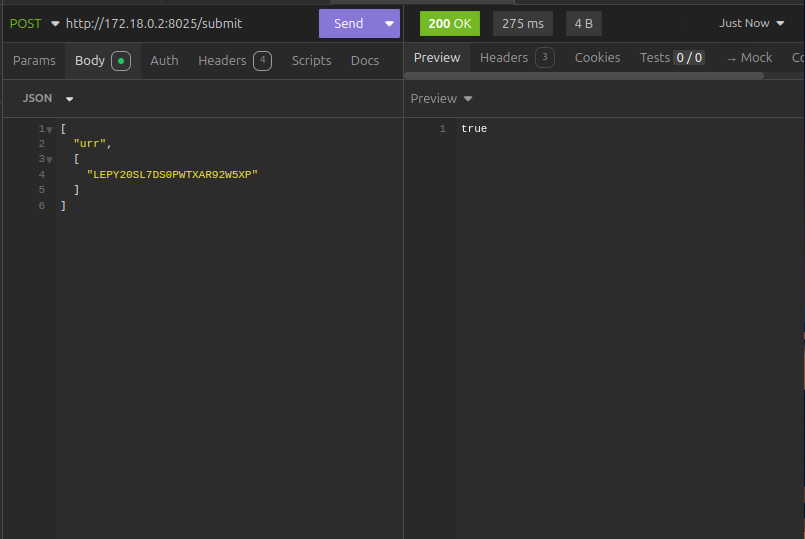 POST http://172.18.0.2:8025/submit Send 200 OK 275 ms 4 B Just Now
Params Body Auth Headers 4 Scripts Docs Preview Headers 3 Cookies Tests 0 / 0 → Mock Co
JSON
Preview
1 [
2 "urr",
3 [
4 "LEPY20SL7DS0PWTXAR92W5XP"
5 ]
6 ]
1 true